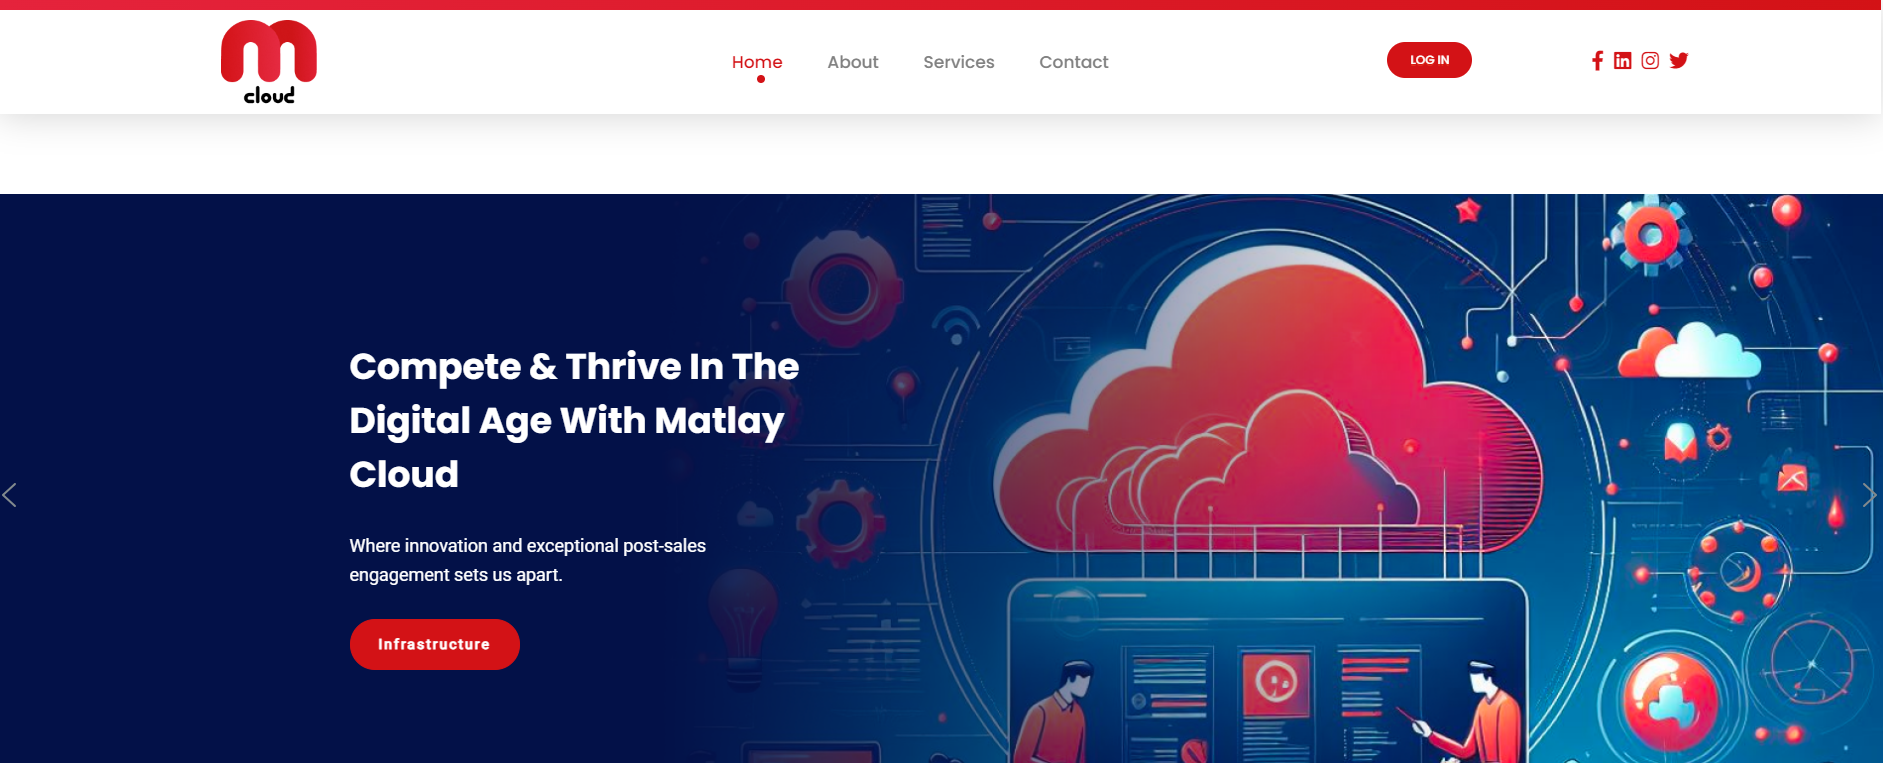 cloud
Home
About
Services
Contact
LOG IN
Compete & Thrive In The
Digital Age With Matlay
Cloud
Where innovation and exceptional post-sales
engagement sets us apart.
Infrastructure